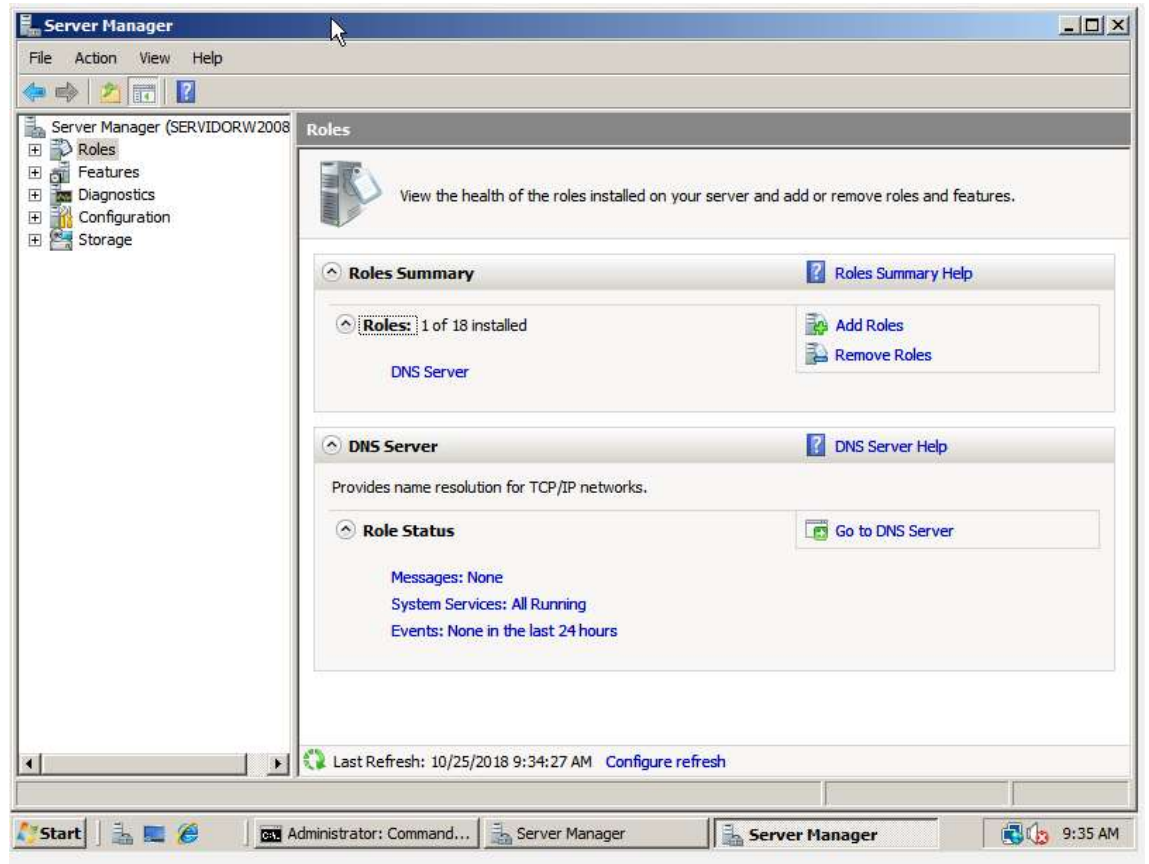 Server Manager
File Action View Help
Server Manager (SERVIDORW2008
Roles
Features
Diagnostics
Configuration
Storage
Roles
View the health of the roles installed on your server and add or remove roles and features.
Roles Summary
Roles Summary Help
Roles: 1 of 18 installed
Add Roles
Remove Roles
DNS Server
DNS Server
DNS Server Help
Provides name resolution for TCP/IP networks.
Role Status
Go to DNS Server
Messages: None
System Services: All Running
Events: None in the last 24 hours
Last Refresh: 10/25/2018 9:34:27 AM Configure refresh
Start
Administrator: Command...
Server Manager
Server Manager
9:35 AM